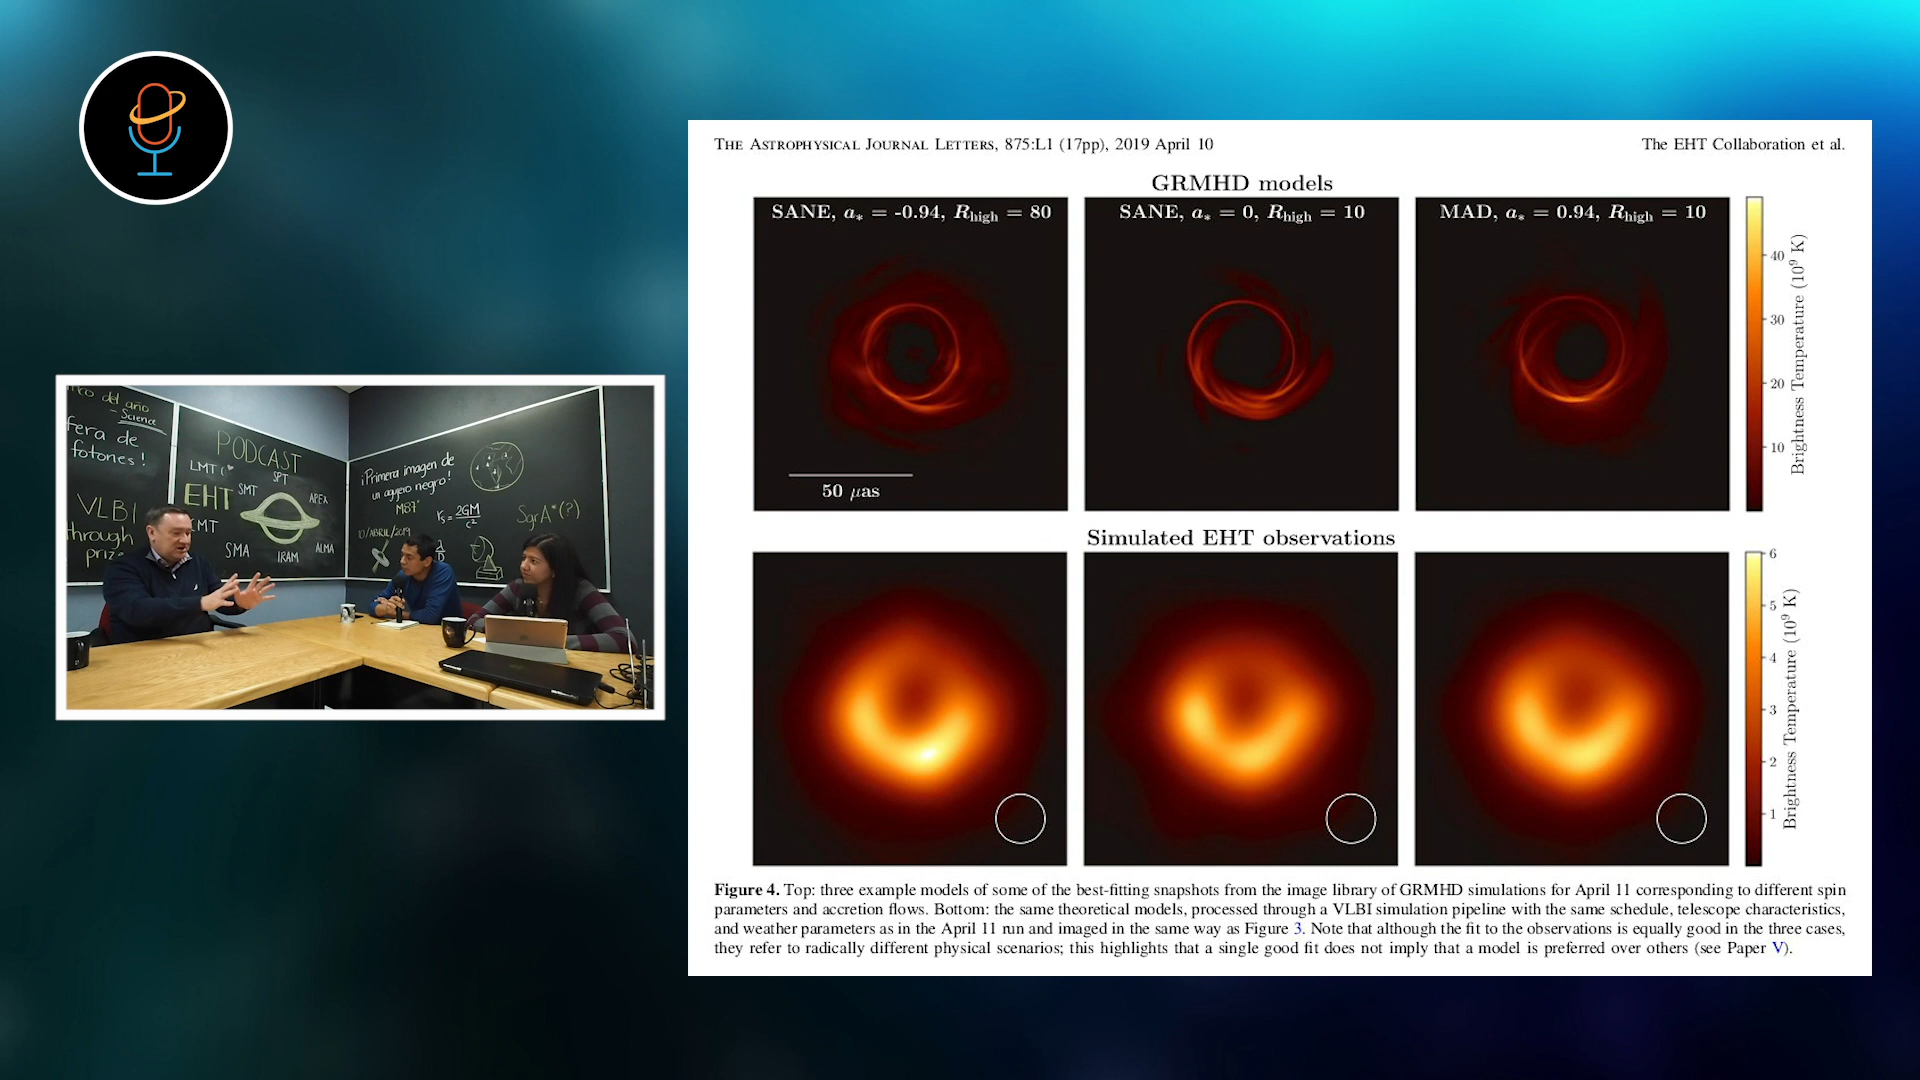 THE ASTROPHYSICAL JOURNAL LETTERS, 875:L1 (17pp), 2019 April 10
The EHT Collaboration et al.
GRMHD models
SANE, a* = -0.94, Rhigh = 80
SANE, a* = 0, Rhigh = 10
MAD, a* = 0.94, Rhigh = 10
50 μas
40
30
20
10
Brightness Temperature (10⁹ K)
Simulated EHT observations
6
5
4
3
2
1
Brightness Temperature (10⁹ K)
Figure 4. Top: three example models of some of the best-fitting snapshots from the image library of GRMHD simulations for April 11 corresponding to different spin
parameters and accretion flows. Bottom: the same theoretical models, processed through a VLBI simulation pipeline with the same schedule, telescope characteristics,
and weather parameters as in the April 11 run and imaged in the same way as Figure 3. Note that although the fit to the observations is equally good in the three cases,
they refer to radically different physical scenarios; this highlights that a single good fit does not imply that a model is preferred over others (see Paper V).
del año
- Science
fera de
fotones!
VLBI
through
PODCAST
LMT
SPT
EHT
SMT
APEX
SMA
IRAM
ALMA
¡Primera imagen de
un agujero negro!
M87*
10/ABRIL/2019
rs = 2GM/c²
λ
D
SgrA*(?)